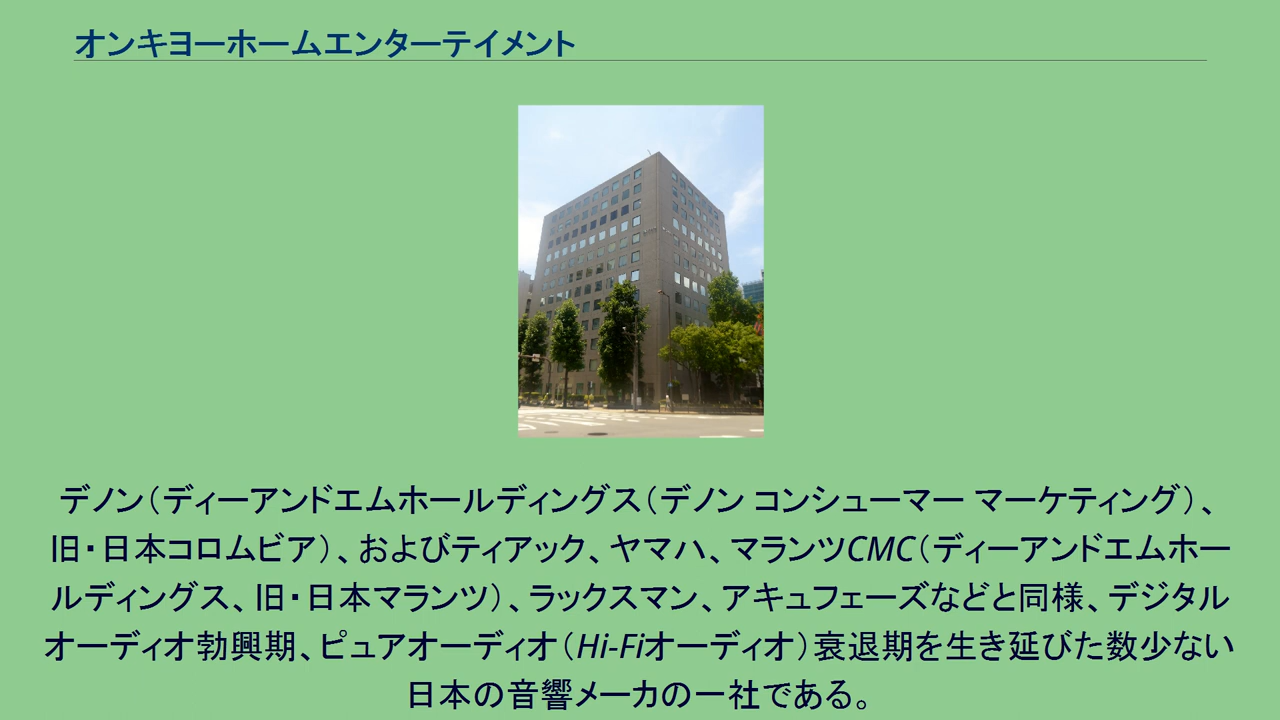 オンキヨーホームエンターテイメント
デノン（ディーアンドエムホールディングス（デノン コンシューマー マーケティング）、
旧・日本コロムビア）、およびティアック、ヤマハ、マランツCMC（ディーアンドエムホー
ルディングス、旧・日本マランツ）、ラックスマン、アキュフェーズなどと同様、デジタル
オーディオ勃興期、ピュアオーディオ（Hi-Fiオーディオ）衰退期を生き延びた数少ない
日本の音響メーカの一社である。